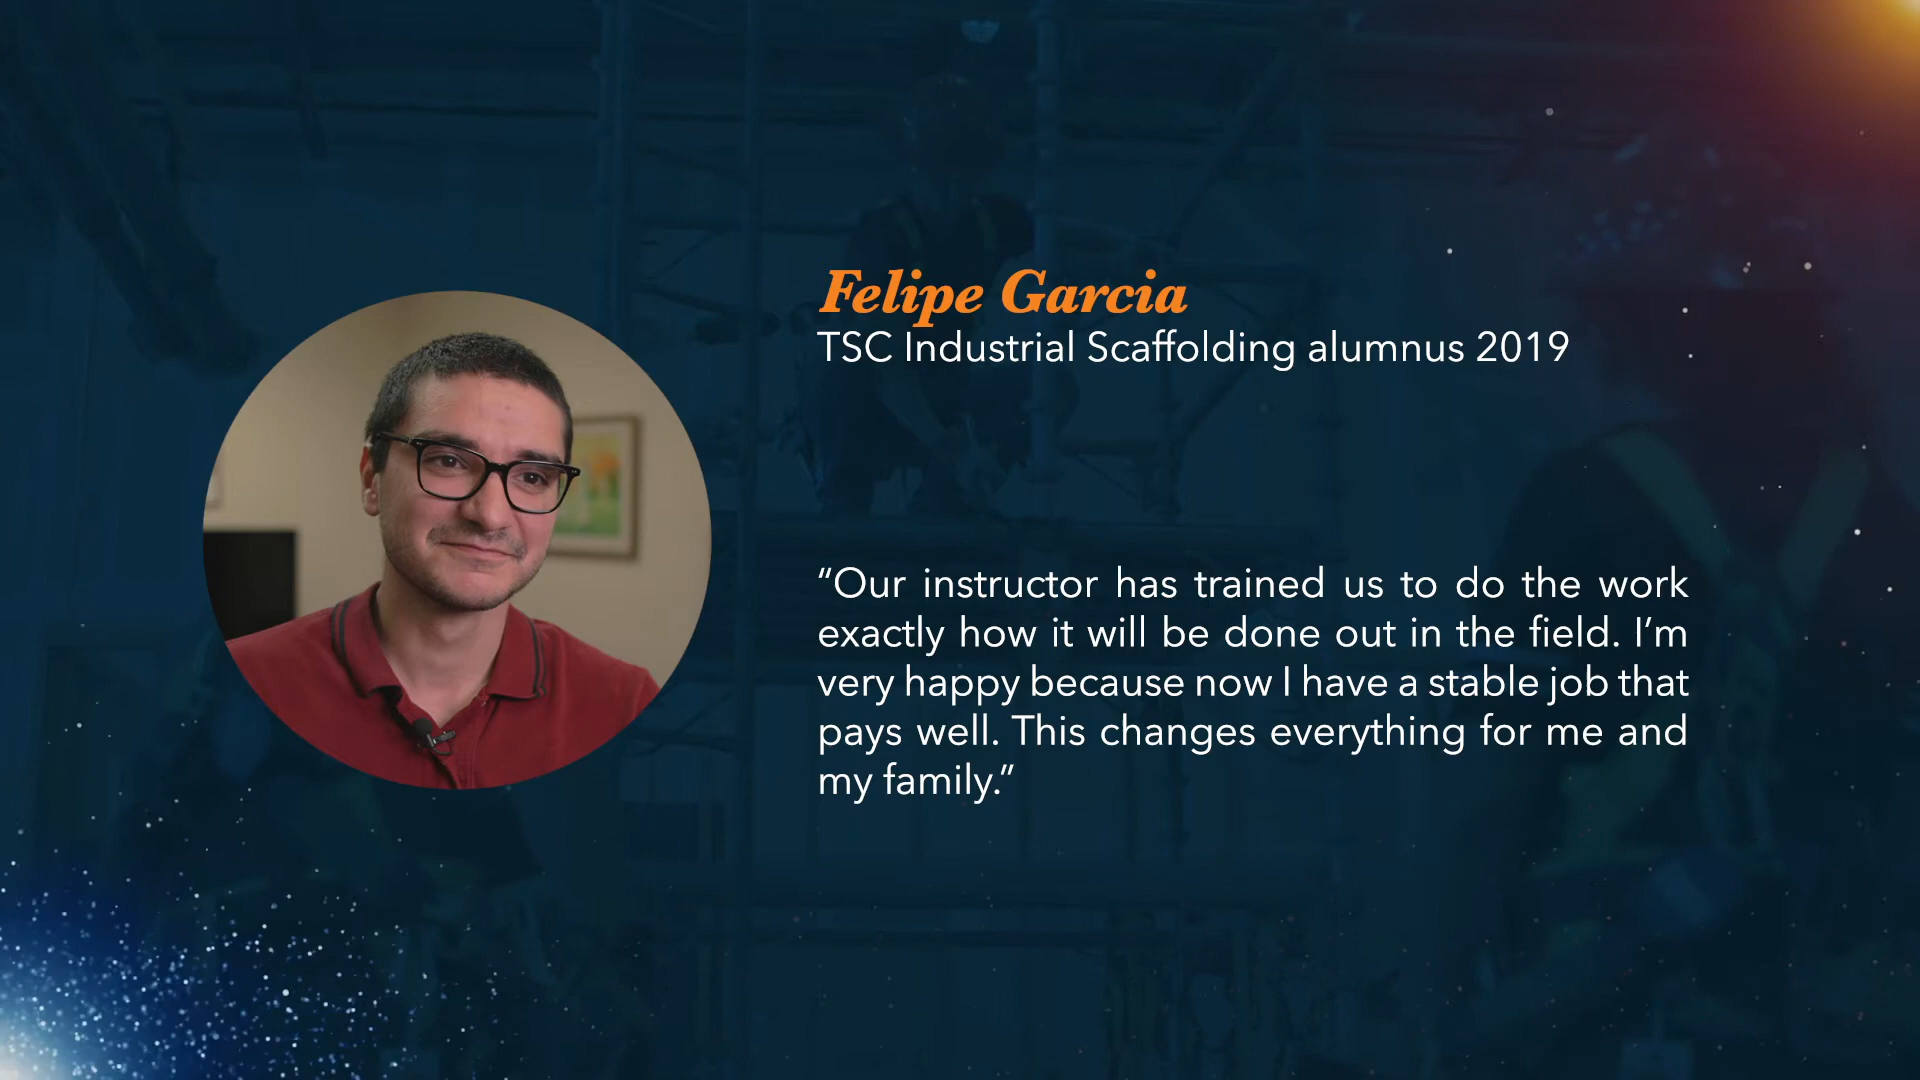 Felipe Garcia
TSC Industrial Scaffolding alumnus 2019
“Our instructor has trained us to do the work
exactly how it will be done out in the field. I’m
very happy because now I have a stable job that
pays well. This changes everything for me and
my family.”